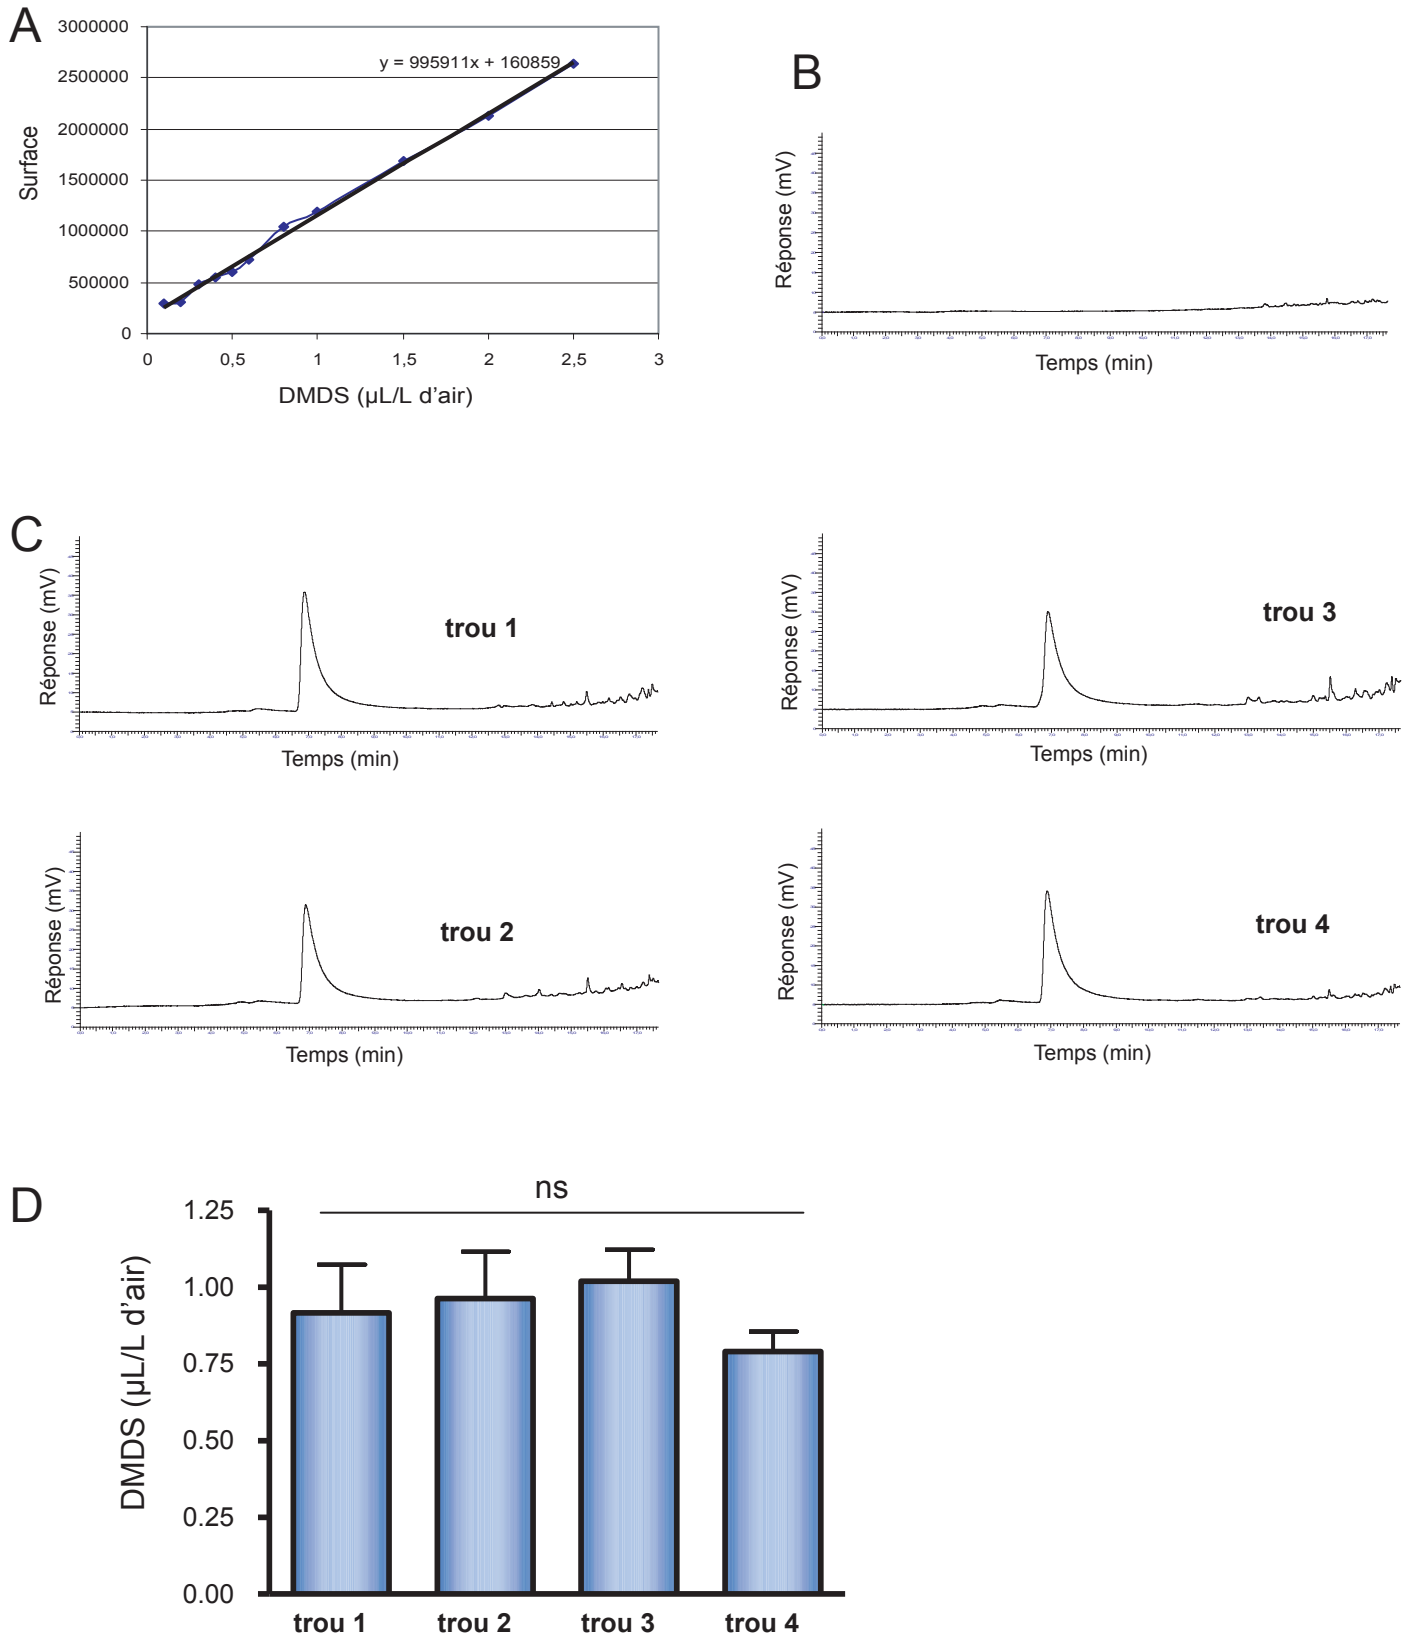 A
3000000
2500000
2000000
1500000
1000000
500000
0
y = 995911x + 160859
Surface
0 0,5 1 1,5 2 2,5 3
DMDS (µL/L d'air)
B
Réponse (mV)
Temps (min)
C
Réponse (mV)
trou 1
Temps (min)
Réponse (mV)
trou 3
Temps (min)
Réponse (mV)
trou 2
Temps (min)
Réponse (mV)
trou 4
Temps (min)
D
ns
1.25
1.00
0.75
0.50
0.25
0.00
DMDS (µL/L d'air)
trou 1 trou 2 trou 3 trou 4